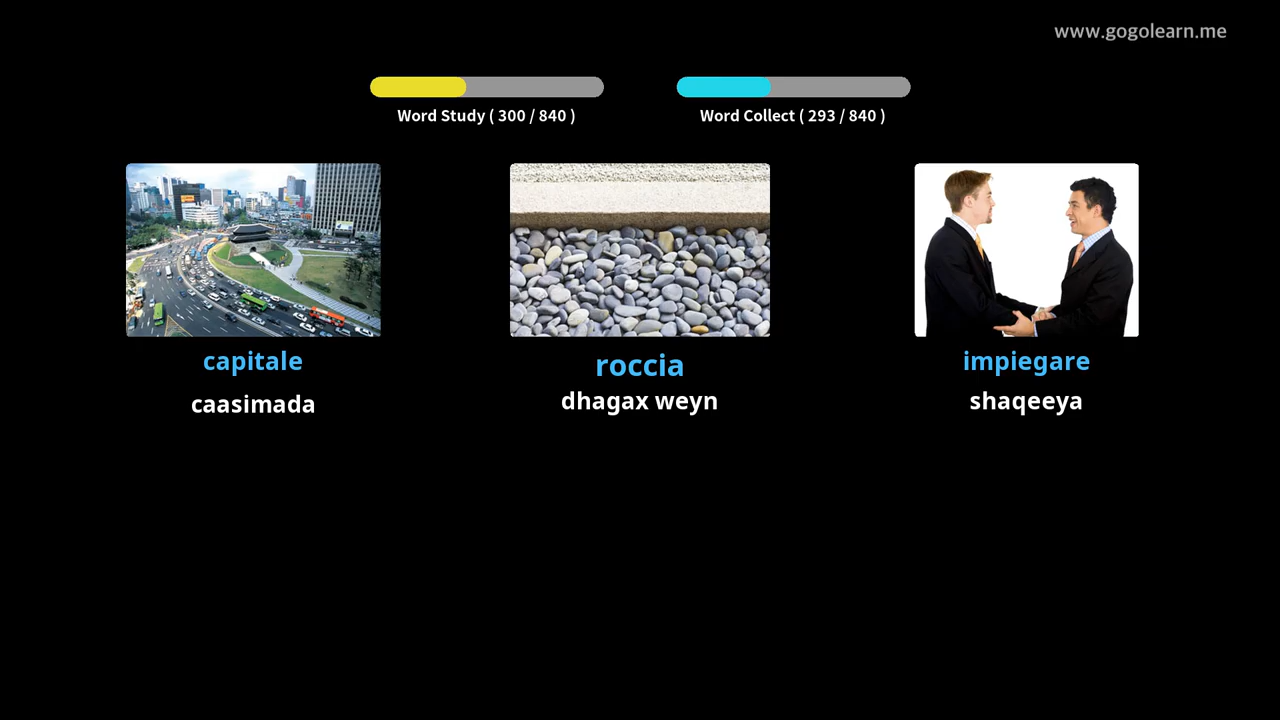 www.gogolearn.me
Word Study ( 300 / 840 )
Word Collect ( 293 / 840 )
capitale
caasimada
roccia
dhagax weyn
impiegare
shaqeeya